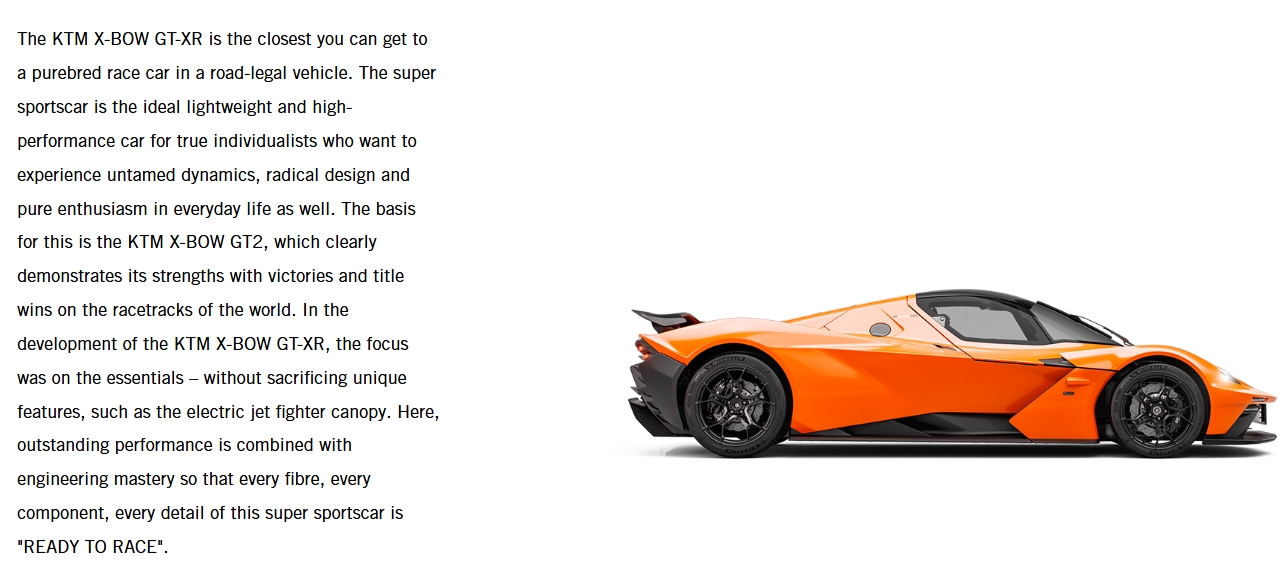 The KTM X-BOW GT-XR is the closest you can get to
a purebred race car in a road-legal vehicle. The super
sportscar is the ideal lightweight and high-
performance car for true individualists who want to
experience untamed dynamics, radical design and
pure enthusiasm in everyday life as well. The basis
for this is the KTM X-BOW GT2, which clearly
demonstrates its strengths with victories and title
wins on the racetracks of the world. In the
development of the KTM X-BOW GT-XR, the focus
was on the essentials – without sacrificing unique
features, such as the electric jet fighter canopy. Here,
outstanding performance is combined with
engineering mastery so that every fibre, every
component, every detail of this super sportscar is
"READY TO RACE".